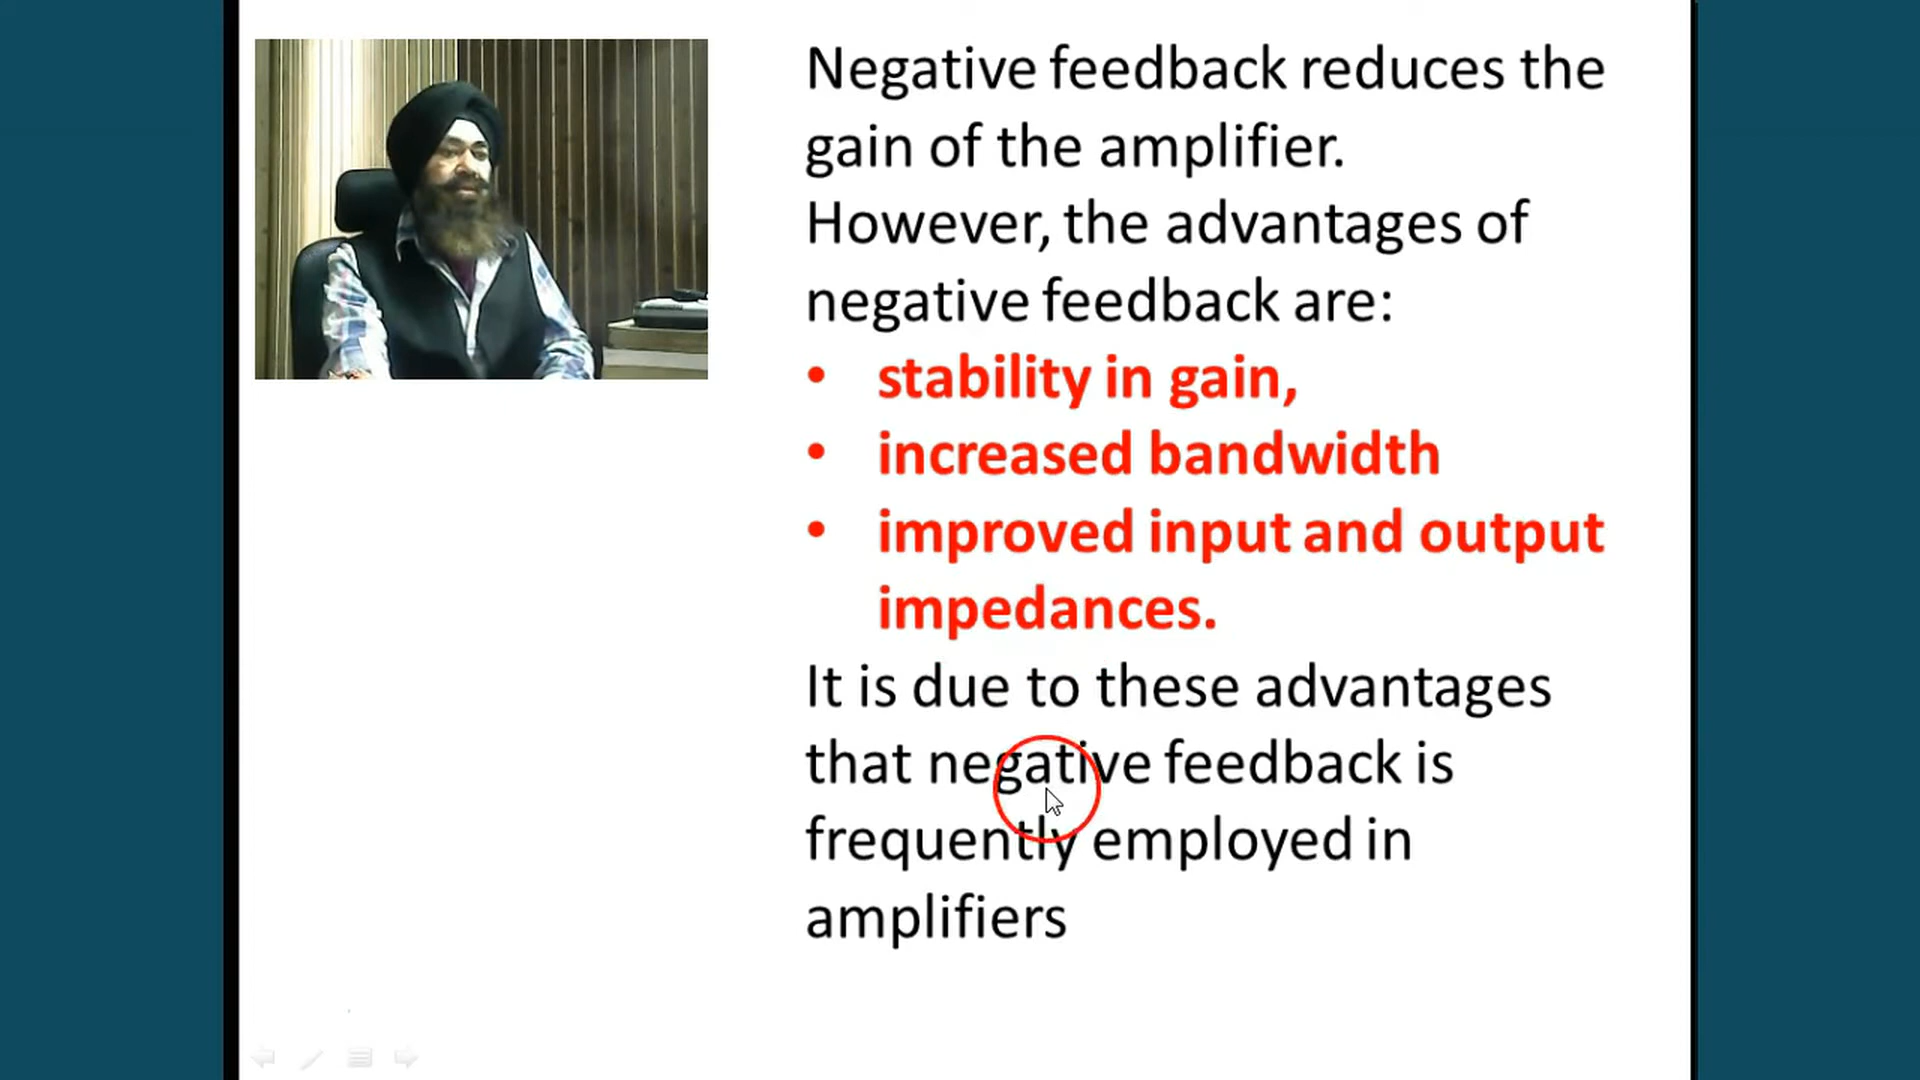 Negative feedback reduces the
gain of the amplifier.
However, the advantages of
negative feedback are:
• stability in gain,
• increased bandwidth
• improved input and output
impedances.
It is due to these advantages
that negative feedback is
frequently employed in
amplifiers